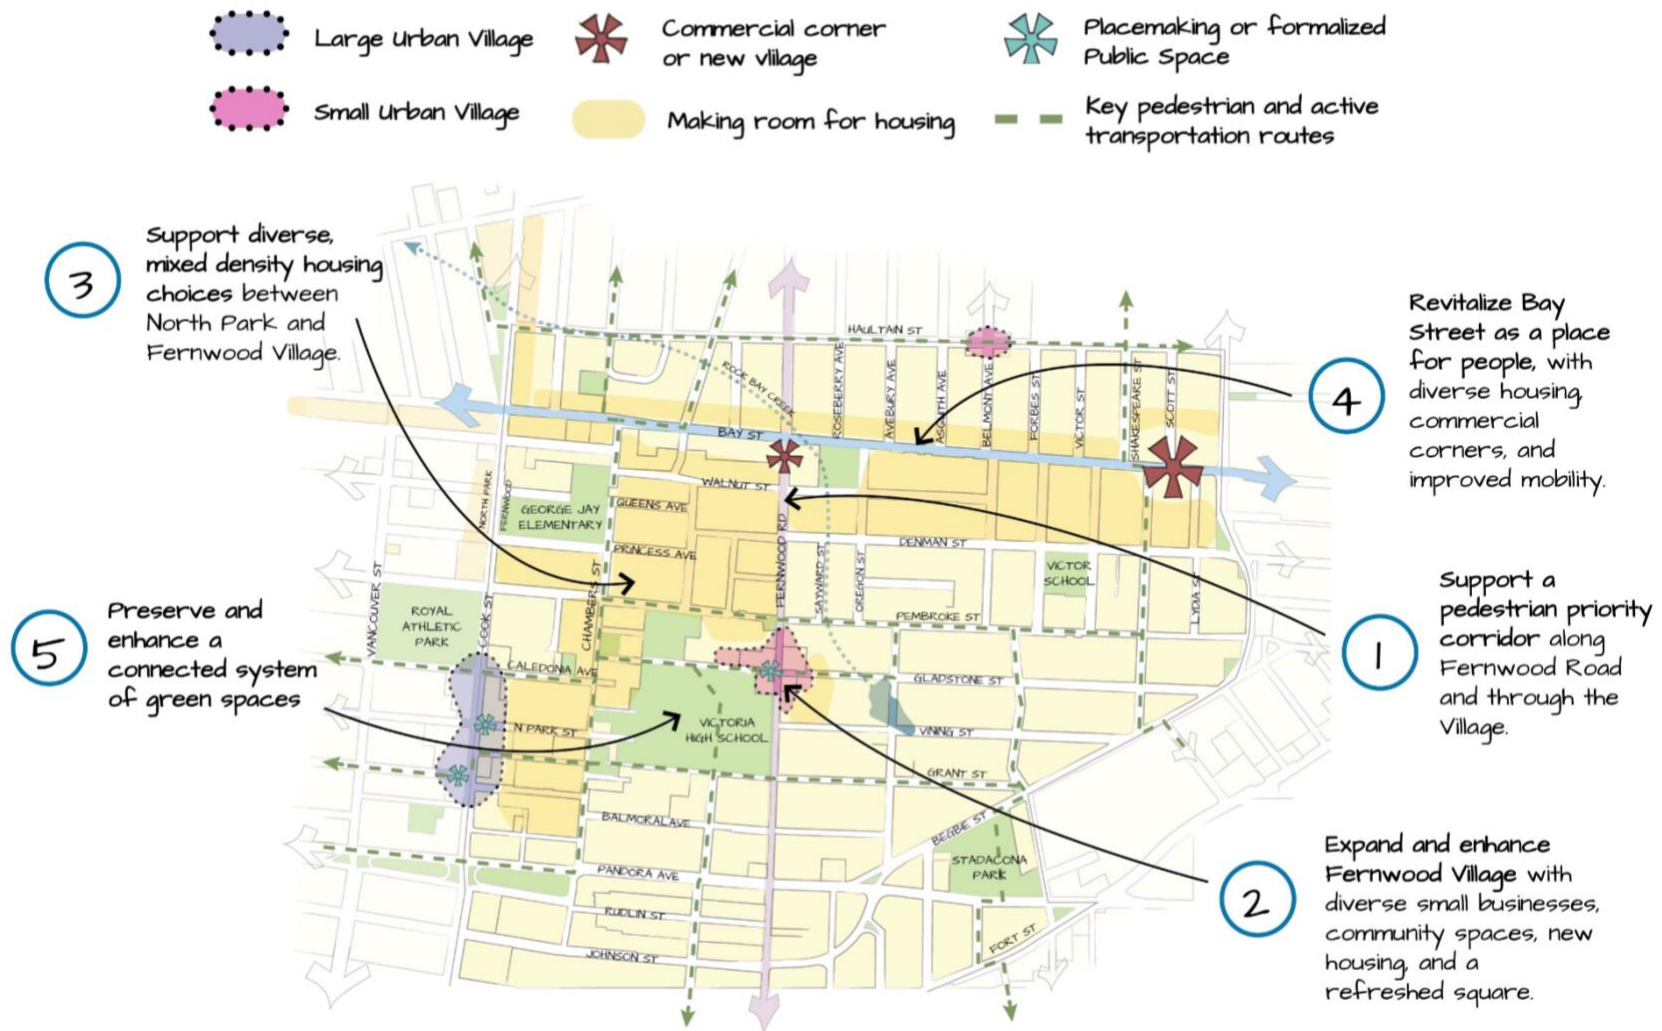 Large Urban Village
Commercial corner
or new vlilage
Placemaking or formalized
Public Space
Small Urban Village
Making room for housing
Key pedestrian and active
transportation routes
3
Support diverse,
mixed density housing
choices between
North Park and
Fernwood Village.
4
Revitalize Bay
Street as a place
for people, with
diverse housing,
commercial
corners, and
improved mobility.
5
Preserve and
enhance a
connected system
of green spaces
1
Support a
pedestrian priority
corridor along
Fernwood Road
and through the
Village.
2
Expand and enhance
Fernwood Village with
diverse small businesses,
community spaces, new
housing, and a
refreshed square.
HAULTAIN ST
ROCK BAY CREEK
ROSEBERRY AVE
AVEBURY AVE
ASQUITH AVE
BELMONT AVE
FORBES ST
VICTOR ST
SHAKESPEARE ST
SCOTT ST
BAY ST
WALNUT ST
NORTH PARK
FERNWOOD
GEORGE JAY
ELEMENTARY
QUEENS AVE
PRINCESS AVE
FERNWOOD RD
SAYWARD ST
OREGON ST
DENMAN ST
VICTOR
SCHOOL
LYDIA ST
VANCOUVER ST
ROYAL
ATHLETIC
PARK
COOK ST
CHAMBERS ST
PEMBROKE ST
CALEDONIA AVE
GLADSTONE ST
N PARK ST
VICTORIA
HIGH SCHOOL
VINING ST
GRANT ST
BALMORAL AVE
BEGBE ST
STADACONA
PARK
PANDORA AVE
RUDLIN ST
JOHNSON ST
FORT ST